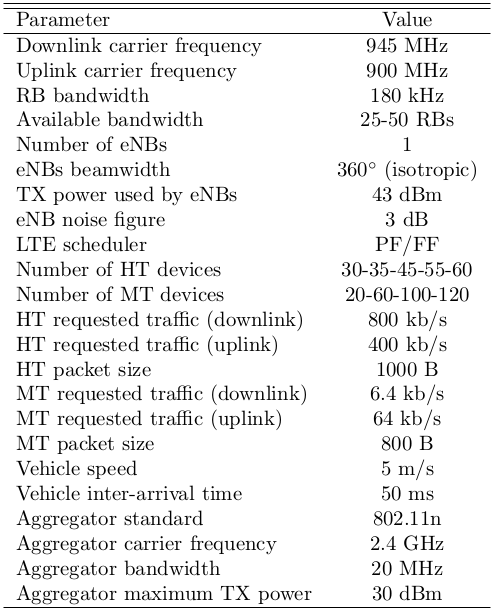 Parameter Value
Downlink carrier frequency 945 MHz
Uplink carrier frequency 900 MHz
RB bandwidth 180 kHz
Available bandwidth 25-50 RBs
Number of eNBs 1
eNBs beamwidth 360° (isotropic)
TX power used by eNBs 43 dBm
eNB noise figure 3 dB
LTE scheduler PF/FF
Number of HT devices 30-35-45-55-60
Number of MT devices 20-60-100-120
HT requested traffic (downlink) 800 kb/s
HT requested traffic (uplink) 400 kb/s
HT packet size 1000 B
MT requested traffic (downlink) 6.4 kb/s
MT requested traffic (uplink) 64 kb/s
MT packet size 800 B
Vehicle speed 5 m/s
Vehicle inter-arrival time 50 ms
Aggregator standard 802.11n
Aggregator carrier frequency 2.4 GHz
Aggregator bandwidth 20 MHz
Aggregator maximum TX power 30 dBm